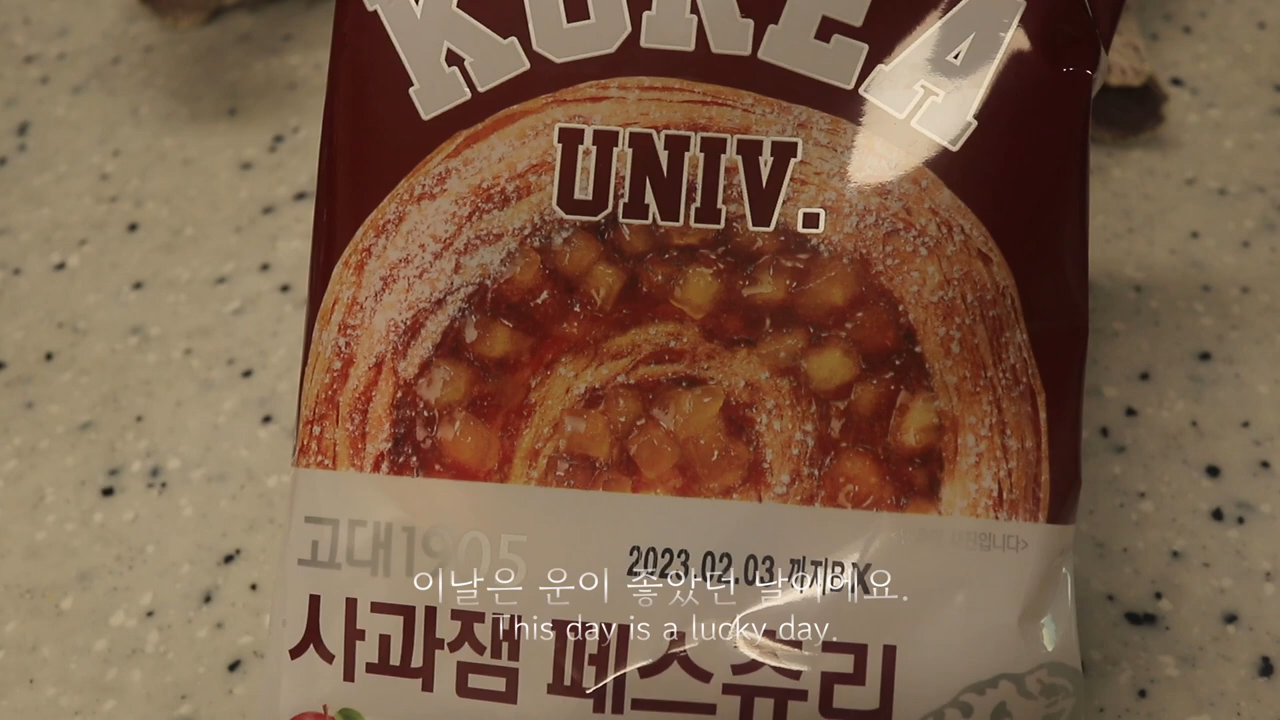 KOREA
UNIV.
고대1905
2023.02.03 까지BK
이날은 운이 좋았던 날이에요.
This day is a lucky day.
사과잼 페스츄리